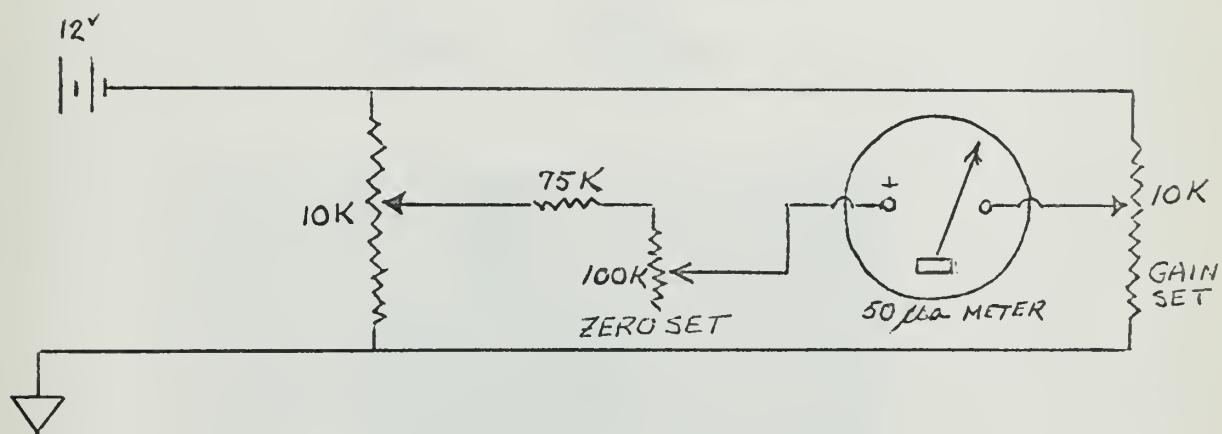 12v
75K
10K
10K
100K
GAIN
SET
ZERO SET
50 μa METER
+